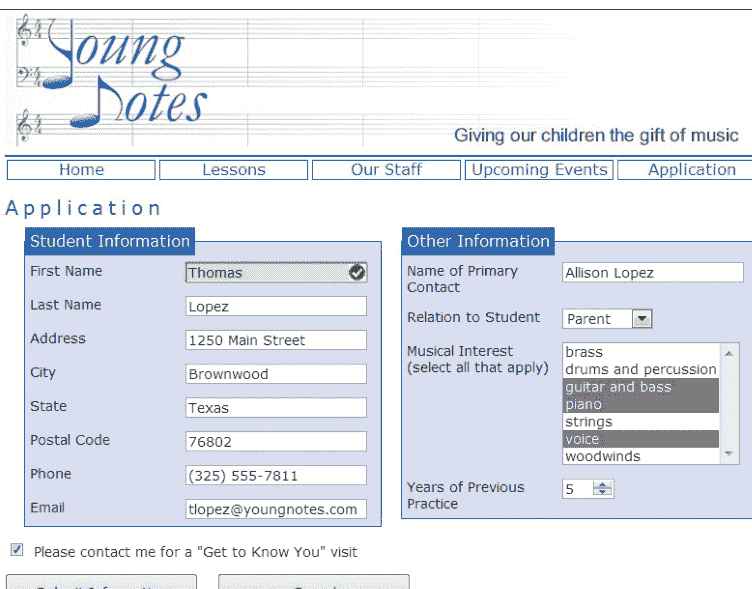 Young
Notes
Giving our children the gift of music
Home Lessons Our Staff Upcoming Events Application
Application
Student Information
First Name Thomas
Last Name Lopez
Address 1250 Main Street
City Brownwood
State Texas
Postal Code 76802
Phone (325) 555-7811
Email tlopez@youngnotes.com
Other Information
Name of Primary
Contact
Allison Lopez
Relation to Student Parent
Musical Interest
(select all that apply)
brass
drums and percussion
guitar and bass
piano
strings
voice
woodwinds
Years of Previous
Practice
5
Please contact me for a "Get to Know You" visit